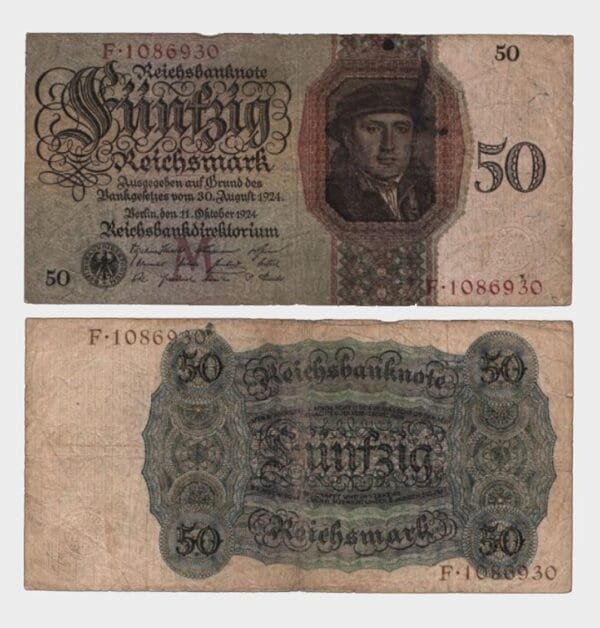 F·1086930
50
Reichsbanknote
Fünfzig
Reichsmark
Ausgegeben auf Grund des
Bankgesetzes vom 30. August 1924.
Berlin, den 11. Oktober 1924
Reichsbankdirektorium
50
M
50
F·1086930
F·1086930
50
50
Reichsbanknote
Fünfzig
Reichsmark
50
50
F·1086930